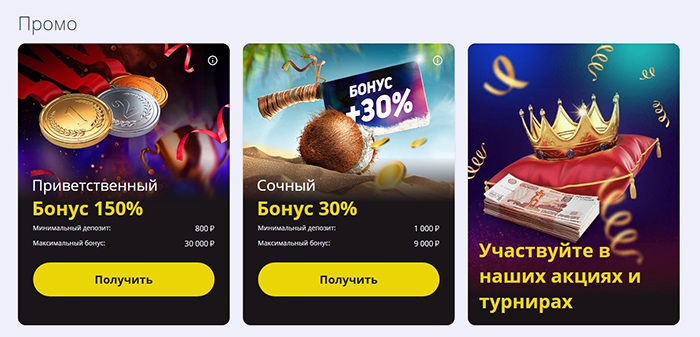 Промо
БОНУС
+30%
Приветственный
Бонус 150%
Минимальный депозит: 800 ₽
Максимальный бонус: 30 000 ₽
Получить
Сочный
Бонус 30%
Минимальный депозит: 1 000 ₽
Максимальный бонус: 9 000 ₽
Получить
Участвуйте в
наших акциях и
турнирах